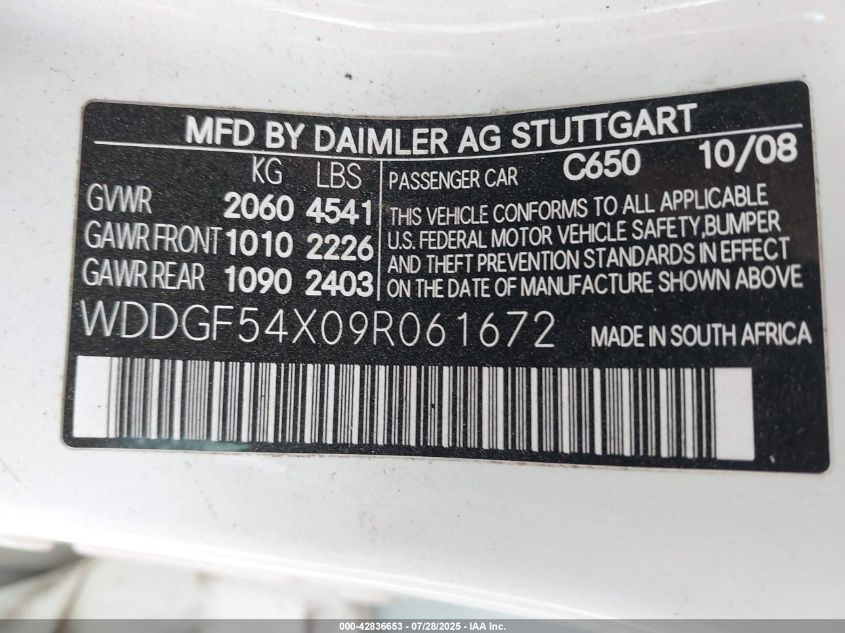 MFD BY DAIMLER AG STUTTGART
KG LBS
GVWR 2060 4541
GAWR FRONT 1010 2226
GAWR REAR 1090 2403
PASSENGER CAR C650 10/08
THIS VEHICLE CONFORMS TO ALL APPLICABLE
U.S. FEDERAL MOTOR VEHICLE SAFETY,BUMPER
AND THEFT PREVENTION STANDARDS IN EFFECT
ON THE DATE OF MANUFACTURE SHOWN ABOVE
WDDGF54X09R061672 MADE IN SOUTH AFRICA
000-42836653 - 07/28/2025 - IAA, Inc.